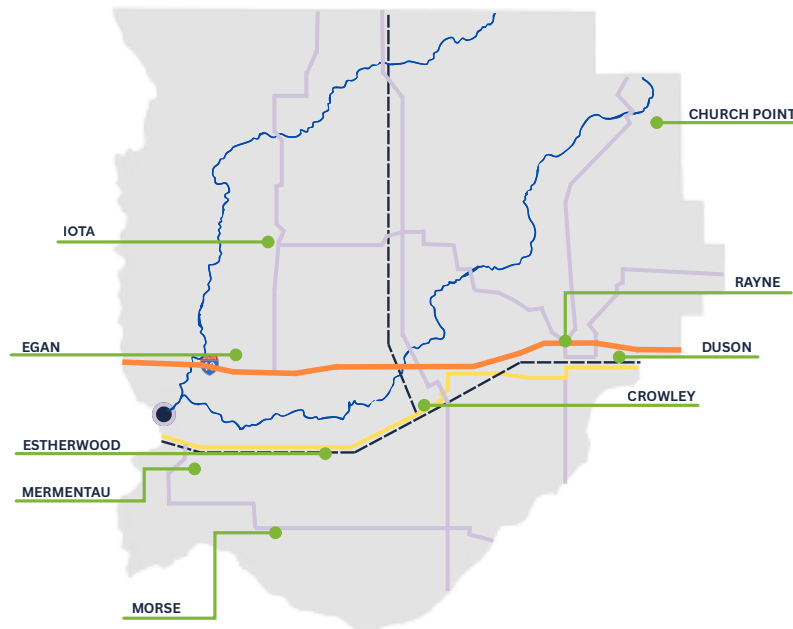 CHURCH POINT
IOTA
RAYNE
EGAN
DUSON
CROWLEY
ESTHERWOOD
MERMENTAU
MORSE